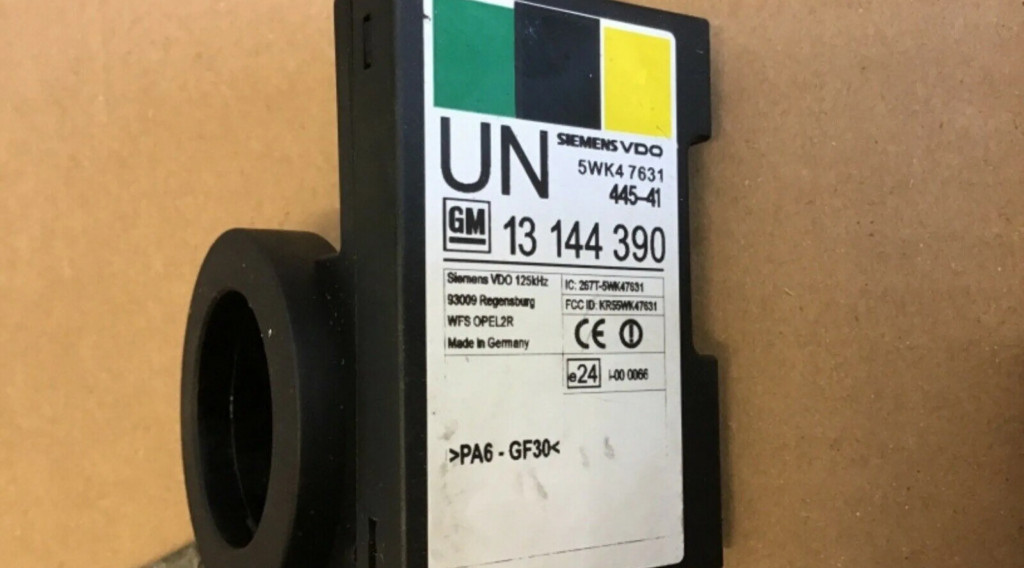 UN
SIEMENS VDO
5WK4 7631
445-41
GM
13 144 390
Siemens VDO 125kHz
93009 Regensburg
WFS OPEL2R
Made in Germany
IC: 267T-5WK47631
FCC ID: KR55WK47631
CE
e24
I-00 0066
>PA6 - GF30<